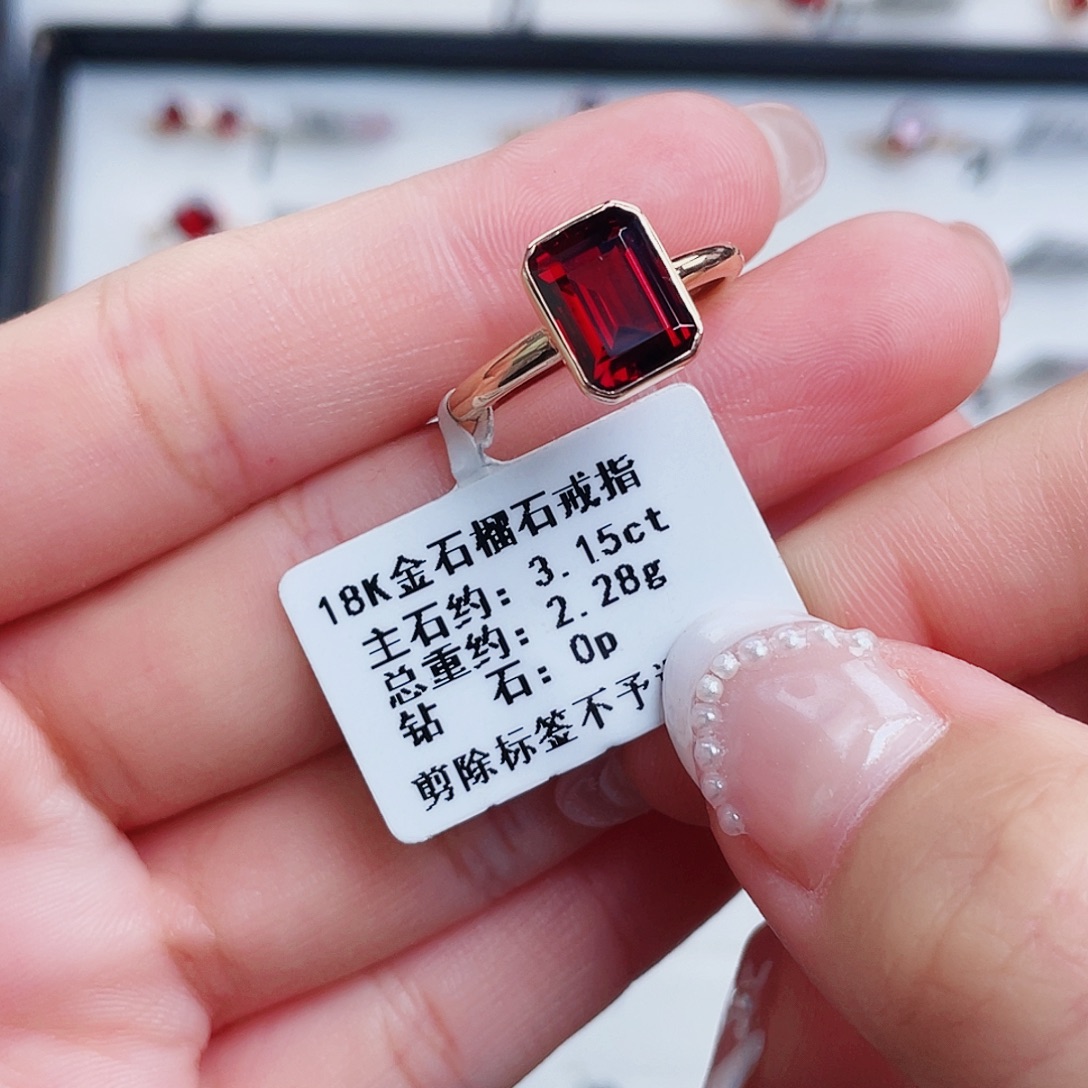 18K金石榴石戒指
主石约: 3.15ct
总重约: 2.28g
钻 石: 0p
剪除标签不予